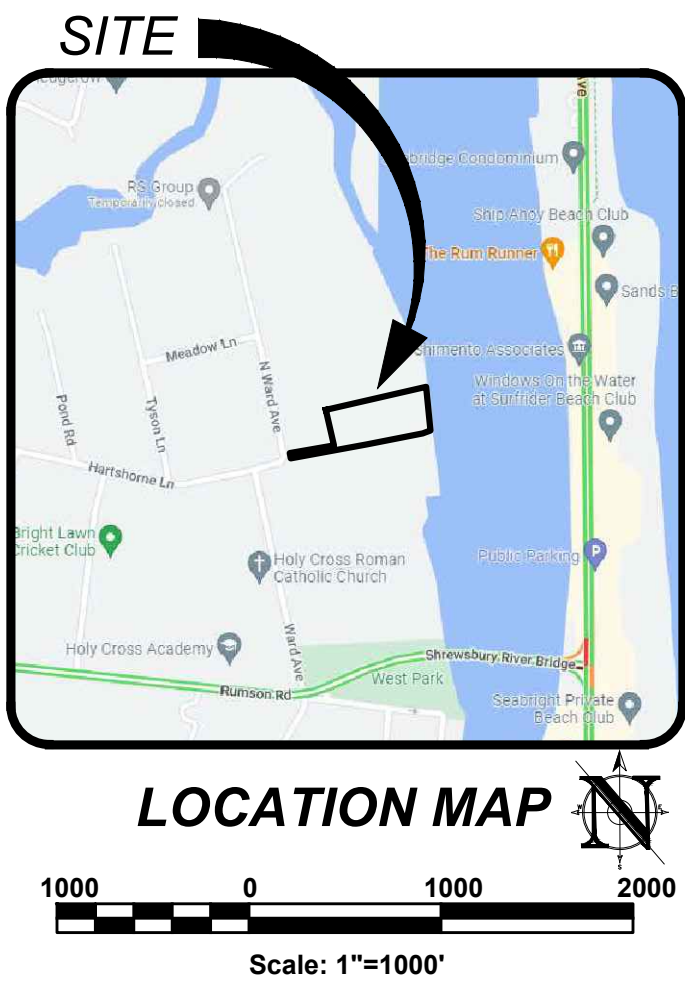 SITE
Ave
RS Group
Temporarily closed
bridge Condominium
Ship Ahoy Beach Club
The Rum Runner
Sands B
Meadow Ln
N Ward Ave
himento Associates
Windows On the Water
at Surfrider Beach Club
Pond Rd
Tyson Ln
Hartshorne Ln
Bright Lawn
Cricket Club
Holy Cross Roman
Catholic Church
Public Parking
P
Holy Cross Academy
Ward Ave
Shrewsbury River Bridge
West Park
Rumson Rd
Seabright Private
Beach Club
LOCATION MAP
N
W
E
S
1000 0 1000 2000
Scale: 1"=1000'